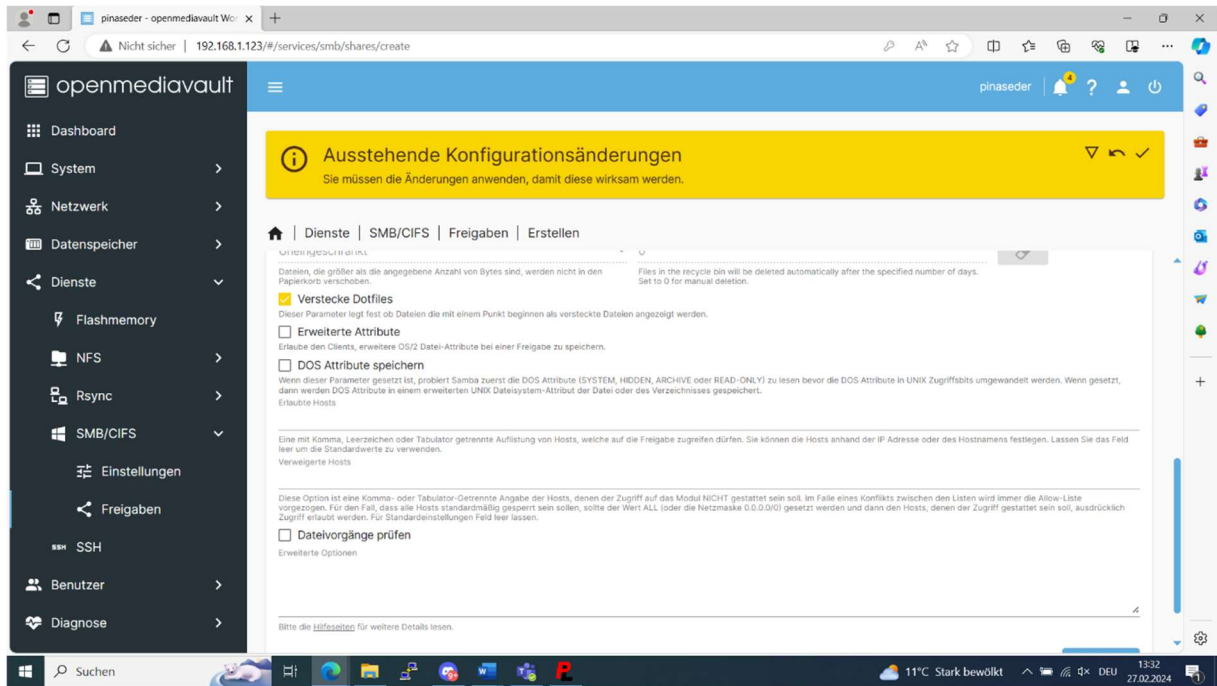 pinaseder - openmediavault Wor
Nicht sicher | 192.168.1.123/#/services/smb/shares/create
openmediavault
pinaseder
4
Dashboard
System
Netzwerk
Datenspeicher
Dienste
Flashmemory
NFS
Rsync
SMB/CIFS
Einstellungen
Freigaben
SSH SSH
Benutzer
Diagnose
Ausstehende Konfigurationsänderungen
Sie müssen die Änderungen anwenden, damit diese wirksam werden.
| Dienste | SMB/CIFS | Freigaben | Erstellen
Uneingeschränkt
0
Dateien, die größer als die angegebene Anzahl von Bytes sind, werden nicht in den
Papierkorb verschoben.
Files in the recycle bin will be deleted automatically after the specified number of days.
Set to 0 for manual deletion.
Verstecke Dotfiles
Dieser Parameter legt fest ob Dateien die mit einem Punkt beginnen als versteckte Dateien angezeigt werden.
Erweiterte Attribute
Erlaube den Clients, erweitere OS/2 Datei-Attribute bei einer Freigabe zu speichern.
DOS Attribute speichern
Wenn dieser Parameter gesetzt ist, probiert Samba zuerst die DOS Attribute (SYSTEM, HIDDEN, ARCHIVE oder READ-ONLY) zu lesen bevor die DOS Attribute in UNIX Zugriffsbits umgewandelt werden. Wenn gesetzt,
dann werden DOS Attribute in einem erweiterten UNIX Dateisystem-Attribut der Datei oder des Verzeichnisses gespeichert.
Erlaubte Hosts
Eine mit Komma, Leerzeichen oder Tabulator getrennte Auflistung von Hosts, welche auf die Freigabe zugreifen dürfen. Sie können die Hosts anhand der IP Adresse oder des Hostnamens festlegen. Lassen Sie das Feld
leer um die Standardwerte zu verwenden.
Verweigerte Hosts
Diese Option ist eine Komma- oder Tabulator-Getrennte Angabe der Hosts, denen der Zugriff auf das Modul NICHT gestattet sein soll. Im Falle eines Konflikts zwischen den Listen wird immer die Allow-Liste
vorgezogen. Für den Fall, dass alle Hosts standardmäßig gesperrt sein sollen, sollte der Wert ALL (oder die Netzmaske 0.0.0.0/0) gesetzt werden und dann den Hosts, denen der Zugriff gestattet sein soll, ausdrücklich
Zugriff erlaubt werden. Für Standardeinstellungen Feld leer lassen.
Dateivorgänge prüfen
Erweiterte Optionen
Bitte die Hilfeseiten für weitere Details lesen.
Suchen
11°C Stark bewölkt
DEU
13:32
27.02.2024